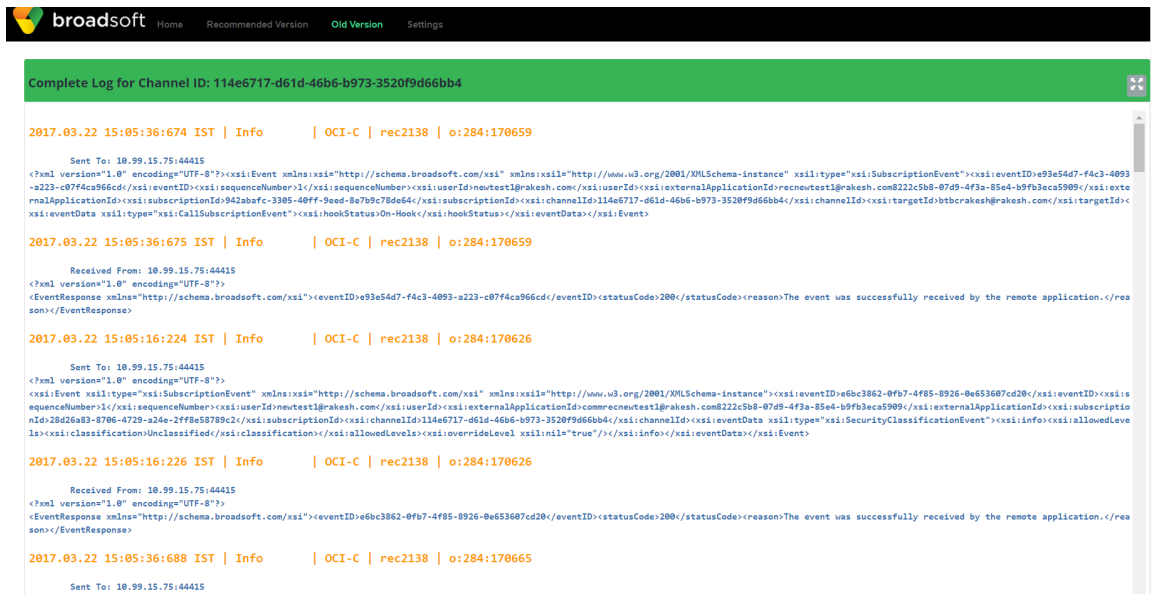 broadsoft Home Recommended Version Old Version Settings
Complete Log for Channel ID: 114e6717-d61d-46b6-b973-3520f9d66bb4
2017.03.22 15:05:36:674 IST | Info | OCI-C | rec2138 | o:284:170659
Sent To: 10.99.15.75:44415
<?xml version="1.0" encoding="UTF-8"?><xsi:Event xmlns:xsi="http://schema.broadsoft.com/xsi" xmlns:xsi1="http://www.w3.org/2001/XMLSchema-instance" xsi1:type="xsi:SubscriptionEvent"><xsi:eventID>e93e54d7-f4c3-4093
-a223-c07f4ca966cd</xsi:eventID><xsi:sequenceNumber>1</xsi:sequenceNumber><xsi:userId>newtest1@rakesh.com</xsi:userId><xsi:externalApplicationId>recnewtest1@rakesh.com8222c5b8-07d9-4f3a-85e4-b9fb3eca5909</xsi:exte
rnalApplicationId><xsi:subscriptionId>942abafc-3305-40ff-9eed-8e7b9c78de64</xsi:subscriptionId><xsi:channelId>114e6717-d61d-46b6-b973-3520f9d66bb4</xsi:channelId><xsi:targetId>btbcrakesh@rakesh.com</xsi:targetId><
xsi:eventData xsi1:type="xsi:CallSubscriptionEvent"><xsi:hookStatus>On-Hook</xsi:hookStatus></xsi:eventData></xsi:Event>
2017.03.22 15:05:36:675 IST | Info | OCI-C | rec2138 | o:284:170659
Received From: 10.99.15.75:44415
<?xml version="1.0" encoding="UTF-8"?>
<EventResponse xmlns="http://schema.broadsoft.com/xsi"><eventID>e93e54d7-f4c3-4093-a223-c07f4ca966cd</eventID><statusCode>200</statusCode><reason>The event was successfully received by the remote application.</rea
son></EventResponse>
2017.03.22 15:05:16:224 IST | Info | OCI-C | rec2138 | o:284:170626
Sent To: 10.99.15.75:44415
<?xml version="1.0" encoding="UTF-8"?>
<xsi:Event xsi1:type="xsi:SubscriptionEvent" xmlns:xsi="http://schema.broadsoft.com/xsi" xmlns:xsi1="http://www.w3.org/2001/XMLSchema-instance"><xsi:eventID>e6bc3862-0fb7-4f85-8926-0e653607cd20</xsi:eventID><xsi:s
equenceNumber>1</xsi:sequenceNumber><xsi:userId>newtest1@rakesh.com</xsi:userId><xsi:externalApplicationId>commrecnewtest1@rakesh.com8222c5b8-07d9-4f3a-85e4-b9fb3eca5909</xsi:externalApplicationId><xsi:subscriptio
nId>28d26a83-8706-4729-a24e-2ff8e58789c2</xsi:subscriptionId><xsi:channelId>114e6717-d61d-46b6-b973-3520f9d66bb4</xsi:channelId><xsi:eventData xsi1:type="xsi:SecurityClassificationEvent"><xsi:info><xsi:allowedLeve
ls><xsi:classification>Unclassified</xsi:classification></xsi:allowedLevels><xsi:overrideLevel xsi1:nil="true"/></xsi:info></xsi:eventData></xsi:Event>
2017.03.22 15:05:16:226 IST | Info | OCI-C | rec2138 | o:284:170626
Received From: 10.99.15.75:44415
<?xml version="1.0" encoding="UTF-8"?>
<EventResponse xmlns="http://schema.broadsoft.com/xsi"><eventID>e6bc3862-0fb7-4f85-8926-0e653607cd20</eventID><statusCode>200</statusCode><reason>The event was successfully received by the remote application.</rea
son></EventResponse>
2017.03.22 15:05:36:688 IST | Info | OCI-C | rec2138 | o:284:170665
Sent To: 10.99.15.75:44415